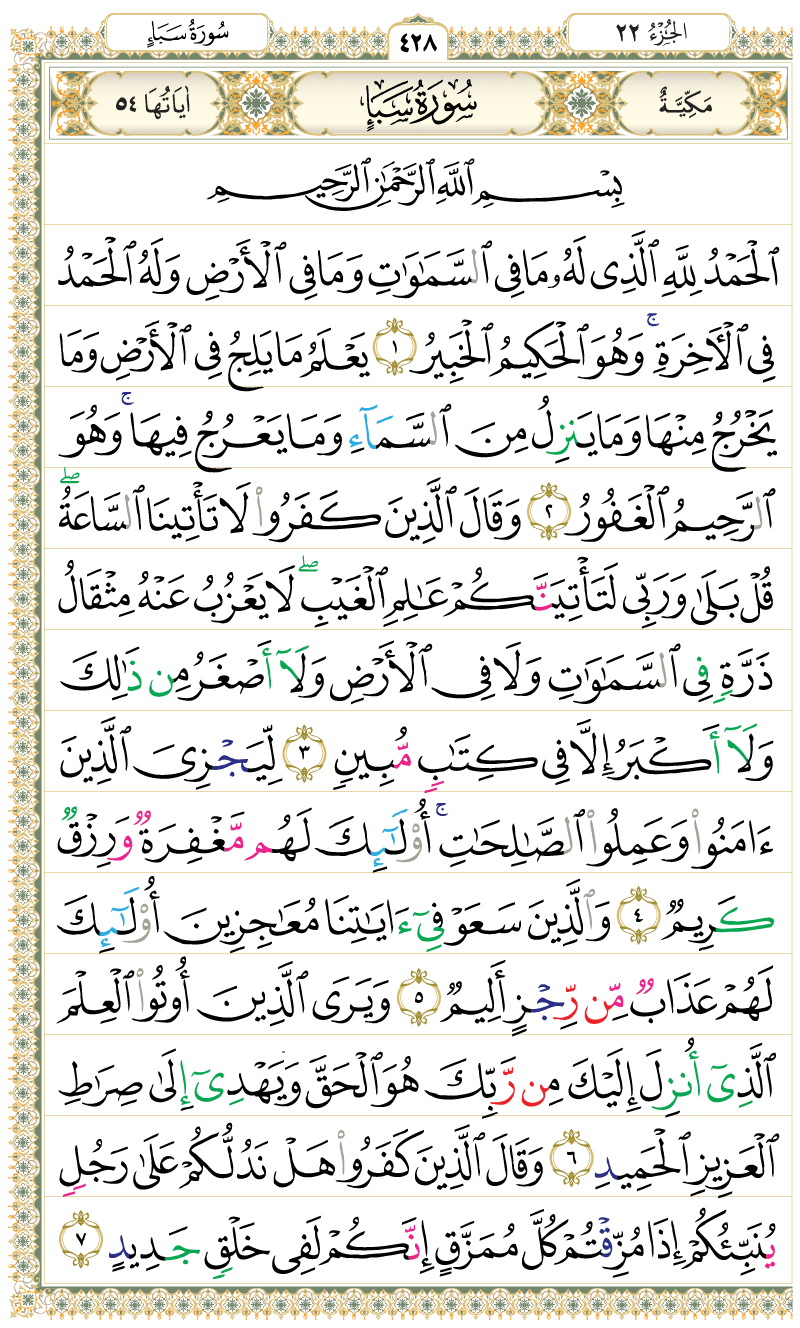 الجُزْءُ ٢٢
٤٢٨
سُورَةُ سَبَإٍ
مَكِّيَّةٌ
سُورَةُ سَبَإٍ
اٰيَاتُهَا ٥٤
بِسْمِ ٱللَّهِ ٱلرَّحْمَٰنِ ٱلرَّحِيمِ
ٱلْحَمْدُ لِلَّهِ ٱلَّذِى لَهُۥ مَا فِى ٱلسَّمَٰوَٰتِ وَمَا فِى ٱلْأَرْضِ وَلَهُ ٱلْحَمْدُ
فِى ٱلْـَٔاخِرَةِ ۚ وَهُوَ ٱلْحَكِيمُ ٱلْخَبِيرُ ١ يَعْلَمُ مَا يَلِجُ فِى ٱلْأَرْضِ وَمَا
يَخْرُجُ مِنْهَا وَمَا يَنزِلُ مِنَ ٱلسَّمَآءِ وَمَا يَعْرُجُ فِيهَا ۚ وَهُوَ
ٱلرَّحِيمُ ٱلْغَفُورُ ٢ وَقَالَ ٱلَّذِينَ كَفَرُوا۟ لَا تَأْتِينَا ٱلسَّاعَةُ ۖ
قُلْ بَلَىٰ وَرَبِّى لَتَأْتِيَنَّكُمْ عَٰلِمِ ٱلْغَيْبِ ۖ لَا يَعْزُبُ عَنْهُ مِثْقَالُ
ذَرَّةٍ فِى ٱلسَّمَٰوَٰتِ وَلَا فِى ٱلْأَرْضِ وَلَآ أَصْغَرُ مِن ذَٰلِكَ
وَلَآ أَكْبَرُ إِلَّا فِى كِتَٰبٍ مُّبِينٍ ٣ لِّيَجْزِىَ ٱلَّذِينَ
ءَامَنُوا۟ وَعَمِلُوا۟ ٱلصَّٰلِحَٰتِ ۚ أُو۟لَٰٓئِكَ لَهُم مَّغْفِرَةٌ وَرِزْقٌ
كَرِيمٌ ٤ وَٱلَّذِينَ سَعَوْ فِىٓ ءَايَٰتِنَا مُعَٰجِزِينَ أُو۟لَٰٓئِكَ
لَهُمْ عَذَابٌ مِّن رِّجْزٍ أَلِيمٌ ٥ وَيَرَى ٱلَّذِينَ أُوتُوا۟ ٱلْعِلْمَ
ٱلَّذِىٓ أُنزِلَ إِلَيْكَ مِن رَّبِّكَ هُوَ ٱلْحَقَّ وَيَهْدِىٓ إِلَىٰ صِرَٰطِ
ٱلْعَزِيزِ ٱلْحَمِيدِ ٦ وَقَالَ ٱلَّذِينَ كَفَرُوا۟ هَلْ نَدُلُّكُمْ عَلَىٰ رَجُلٍ
يُنَبِّئُكُمْ إِذَا مُزِّقْتُمْ كُلَّ مُمَزَّقٍ إِنَّكُمْ لَفِى خَلْقٍ جَدِيدٍ ٧